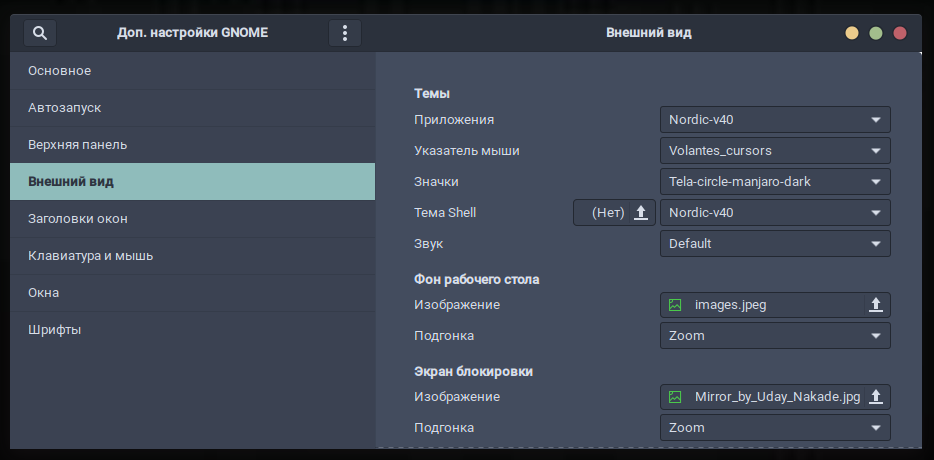 Доп. настройки GNOME
Внешний вид
Основное
Автозапуск
Верхняя панель
Внешний вид
Заголовки окон
Клавиатура и мышь
Окна
Шрифты
Темы
Приложения Nordic-v40
Указатель мыши Volantes_cursors
Значки Tela-circle-manjaro-dark
Тема Shell (Нет) Nordic-v40
Звук Default
Фон рабочего стола
Изображение images.jpeg
Подгонка Zoom
Экран блокировки
Изображение Mirror_by_Uday_Nakade.jpg
Подгонка Zoom